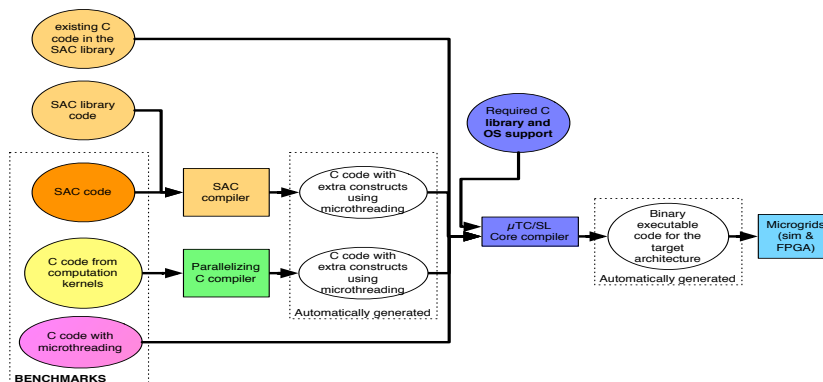 existing C
code in the
SAC library
SAC library
code
Required C
library and
OS support
SAC code
SAC
compiler
C code with
extra constructs
using
microthreading
µTC/SL
Core compiler
Binary
executable
code for the
target
architecture
Automatically generated
Microgrids
(sim &
FPGA)
C code from
computation
kernels
Parallelizing
C compiler
C code with
extra constructs
using
microthreading
Automatically generated
C code with
microthreading
BENCHMARKS